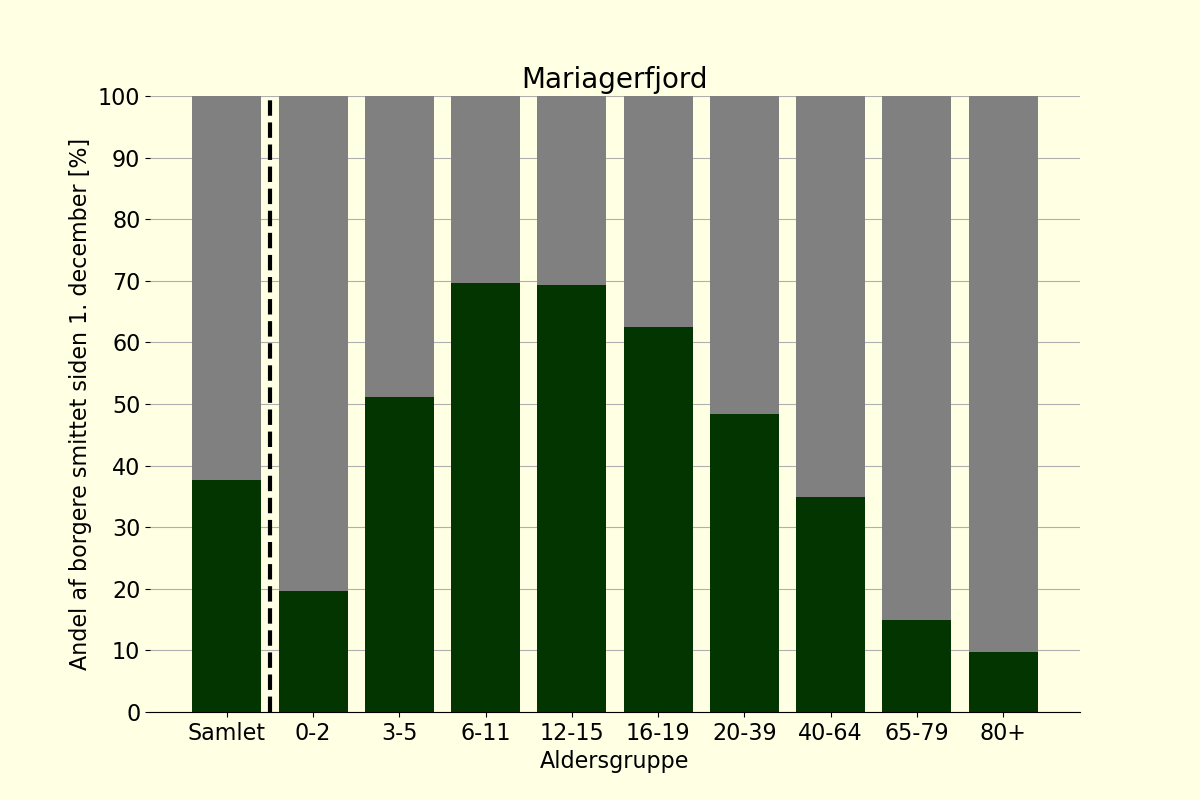 Mariagerfjord
Andel af borgere smittet siden 1. december [%]
100
90
80
70
60
50
40
30
20
10
0
Samlet 0-2 3-5 6-11 12-15 16-19 20-39 40-64 65-79 80+
Aldersgruppe